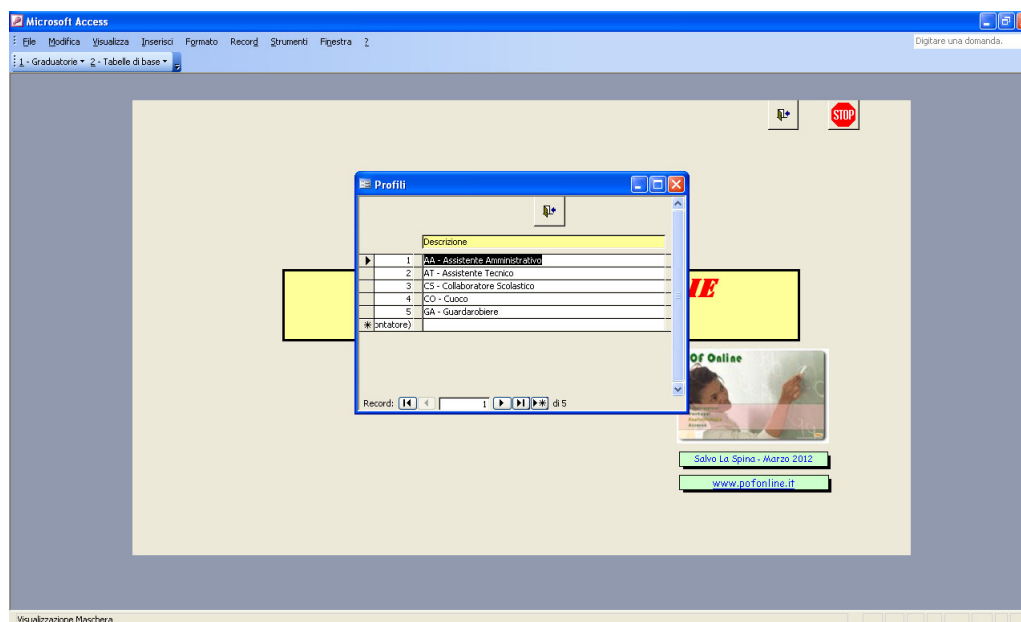 Microsoft Access
File Modifica Visualizza Inserisci Formato Record Strumenti Finestra ?
Digitare una domanda.
1 - Graduatorie 2 - Tabelle di base
STOP
Profili
Descrizione
1 AA - Assistente Amministrativo
2 AT - Assistente Tecnico
3 CS - Collaboratore Scolastico
4 CO - Cuoco
5 GA - Guardarobiere
ontatore)
IE
OF Online
Record: 1 di 5
Salvo La Spina - Marzo 2012
www.pofonline.it
Visualizzazione Maschera